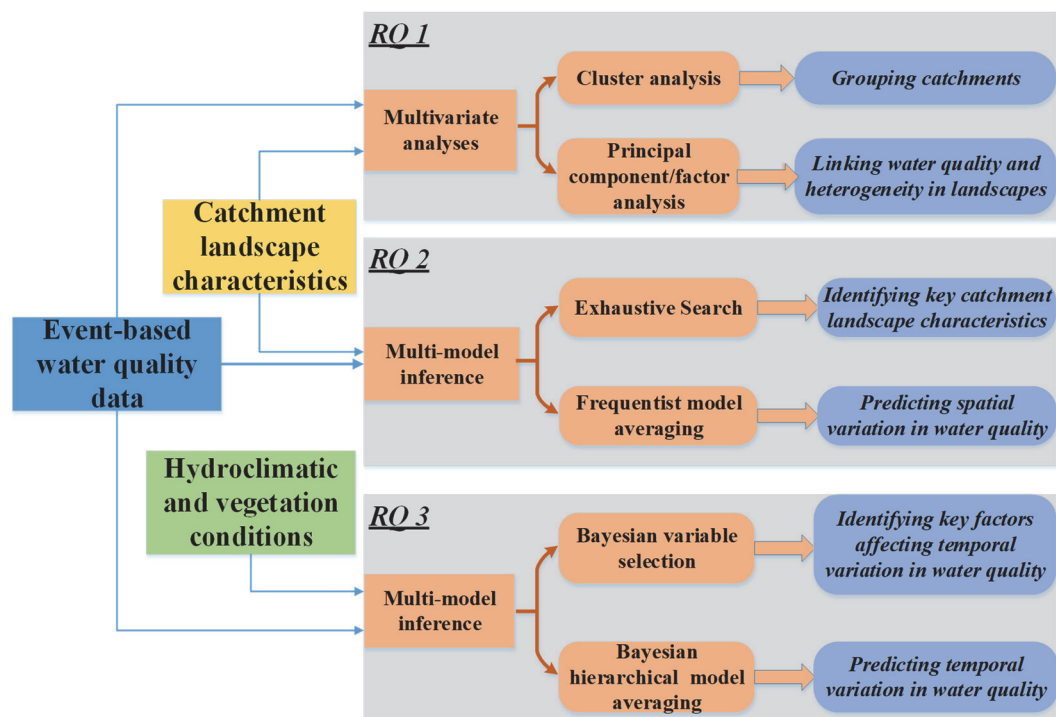 RQ 1
Multivariate
analyses
Cluster analysis
Grouping catchments
Principal
component/factor
analysis
Linking water quality and
heterogeneity in landscapes
Catchment
landscape
characteristics
Event-based
water quality
data
Hydroclimatic
and vegetation
conditions
RQ 2
Multi-model
inference
Exhaustive Search
Identifying key catchment
landscape characteristics
Frequentist model
averaging
Predicting spatial
variation in water quality
RQ 3
Multi-model
inference
Bayesian variable
selection
Identifying key factors
affecting temporal
variation in water quality
Bayesian
hierarchical model
averaging
Predicting temporal
variation in water quality